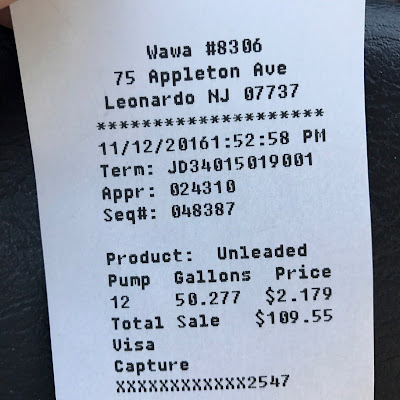 Wawa #8306
75 Appleton Ave
Leonardo NJ 07737
********************
11/12/20161:52:58 PM
Term: JD34015019001
Appr: 024310
Seq#: 048387
Product: Unleaded
Pump Gallons Price
12 50.277 $2.179
Total Sale $109.55
Visa
Capture
XXXXXXXXXXXX2547